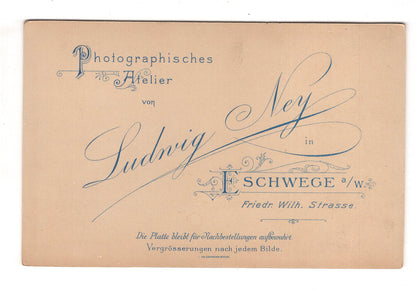 Photographisches
Atelier
von
Ludwig Ney
in
ESCHWEGE a/W.
Friedr. Wilh. Strasse.
Die Platte bleibt für Nachbestellungen aufbewahrt.
Vergrösserungen nach jedem Bilde.